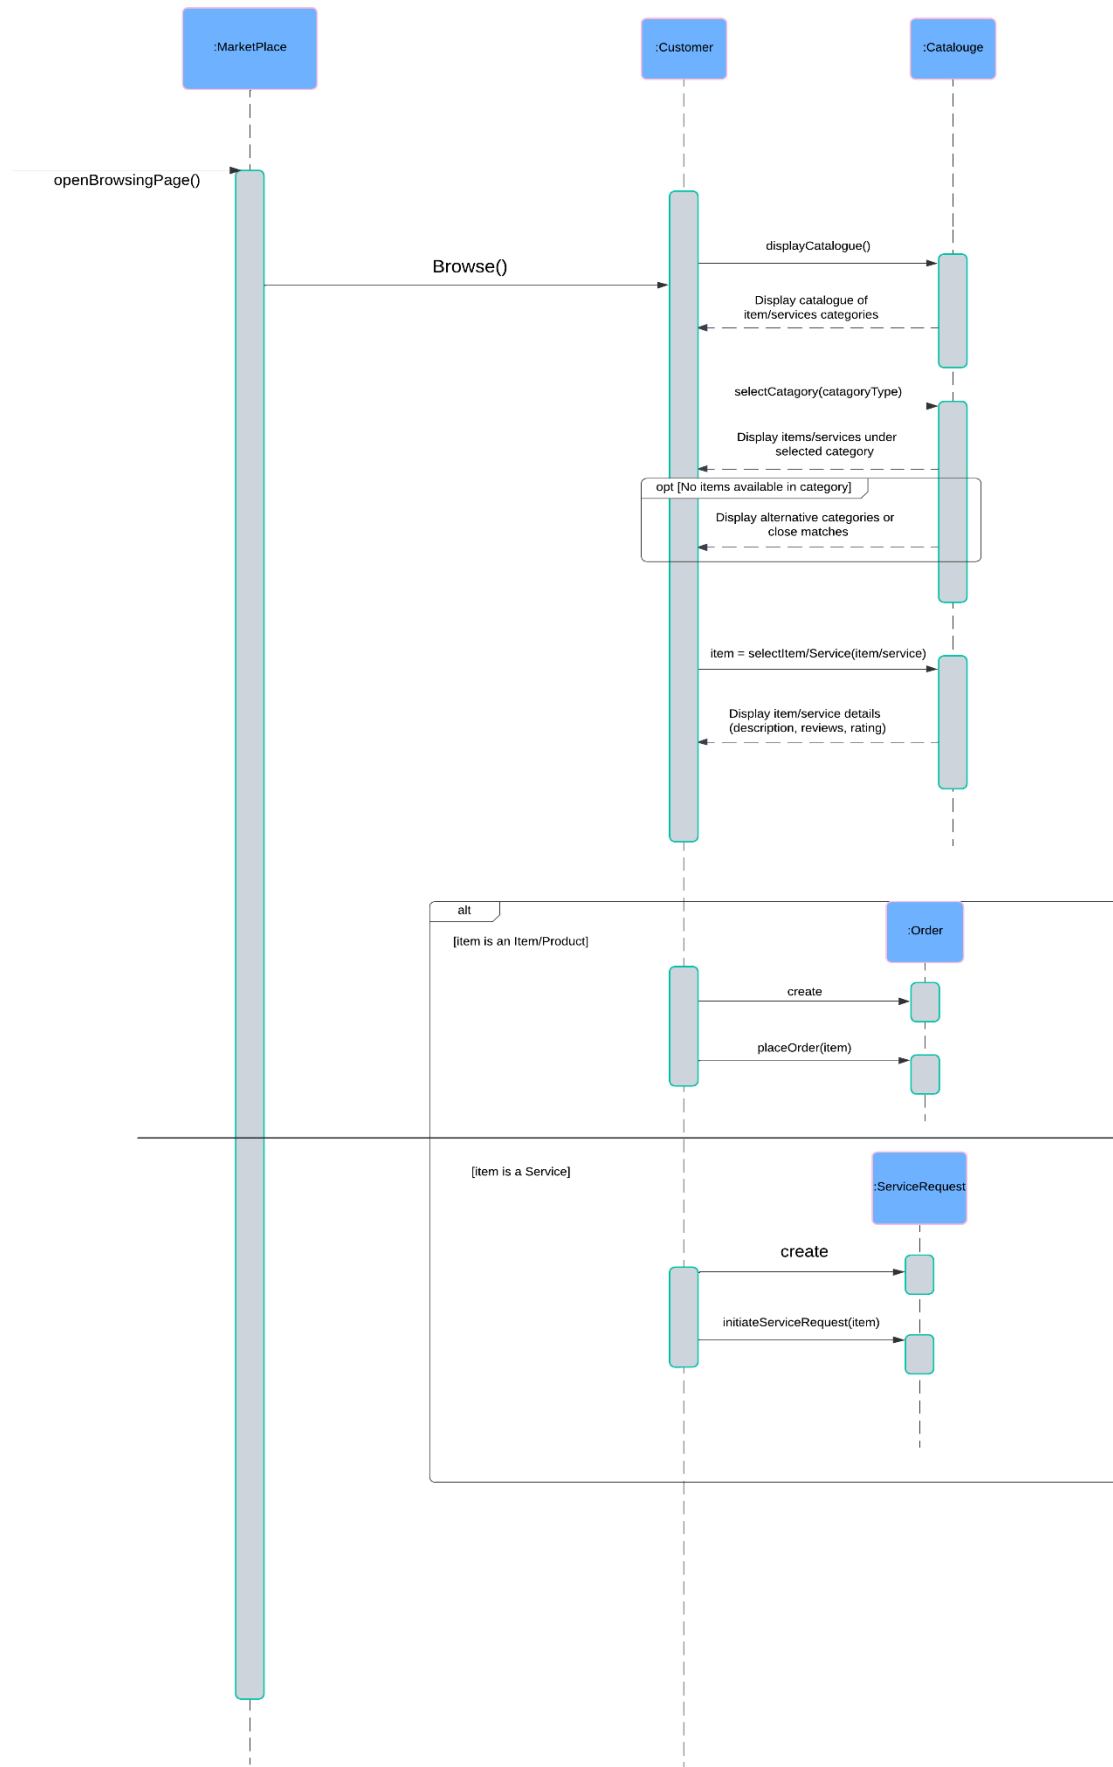 :MarketPlace
:Customer
:Catalouge
openBrowsingPage()
displayCatalogue()
Browse()
Display catalogue of
item/services categories
selectCatagory(catagoryType)
Display items/services under
selected category
opt [No items available in category]
Display alternative categories or
close matches
item = selectItem/Service(item/service)
Display item/service details
(description, reviews, rating)
alt
:Order
[item is an Item/Product]
create
placeOrder(item)
[item is a Service]
:ServiceRequest
create
initiateServiceRequest(item)